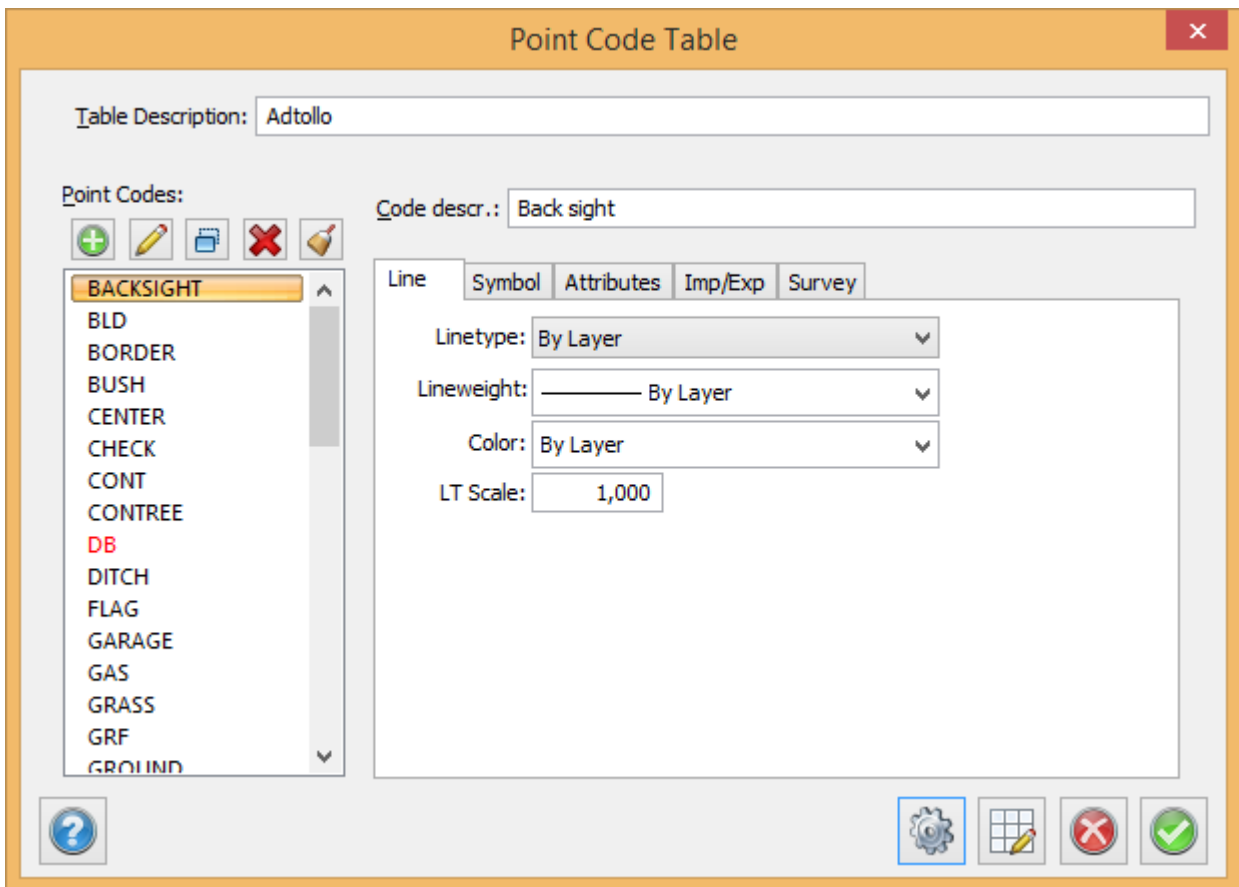 Point Code Table
Table Description: Adtollo
Point Codes:
Code descr.: Back sight
BACKSIGHT
BLD
BORDER
BUSH
CENTER
CHECK
CONT
CONTREE
DB
DITCH
FLAG
GARAGE
GAS
GRASS
GRF
GROUND
Line Symbol Attributes Imp/Exp Survey
Linetype: By Layer
Lineweight: By Layer
Color: By Layer
LT Scale: 1,000